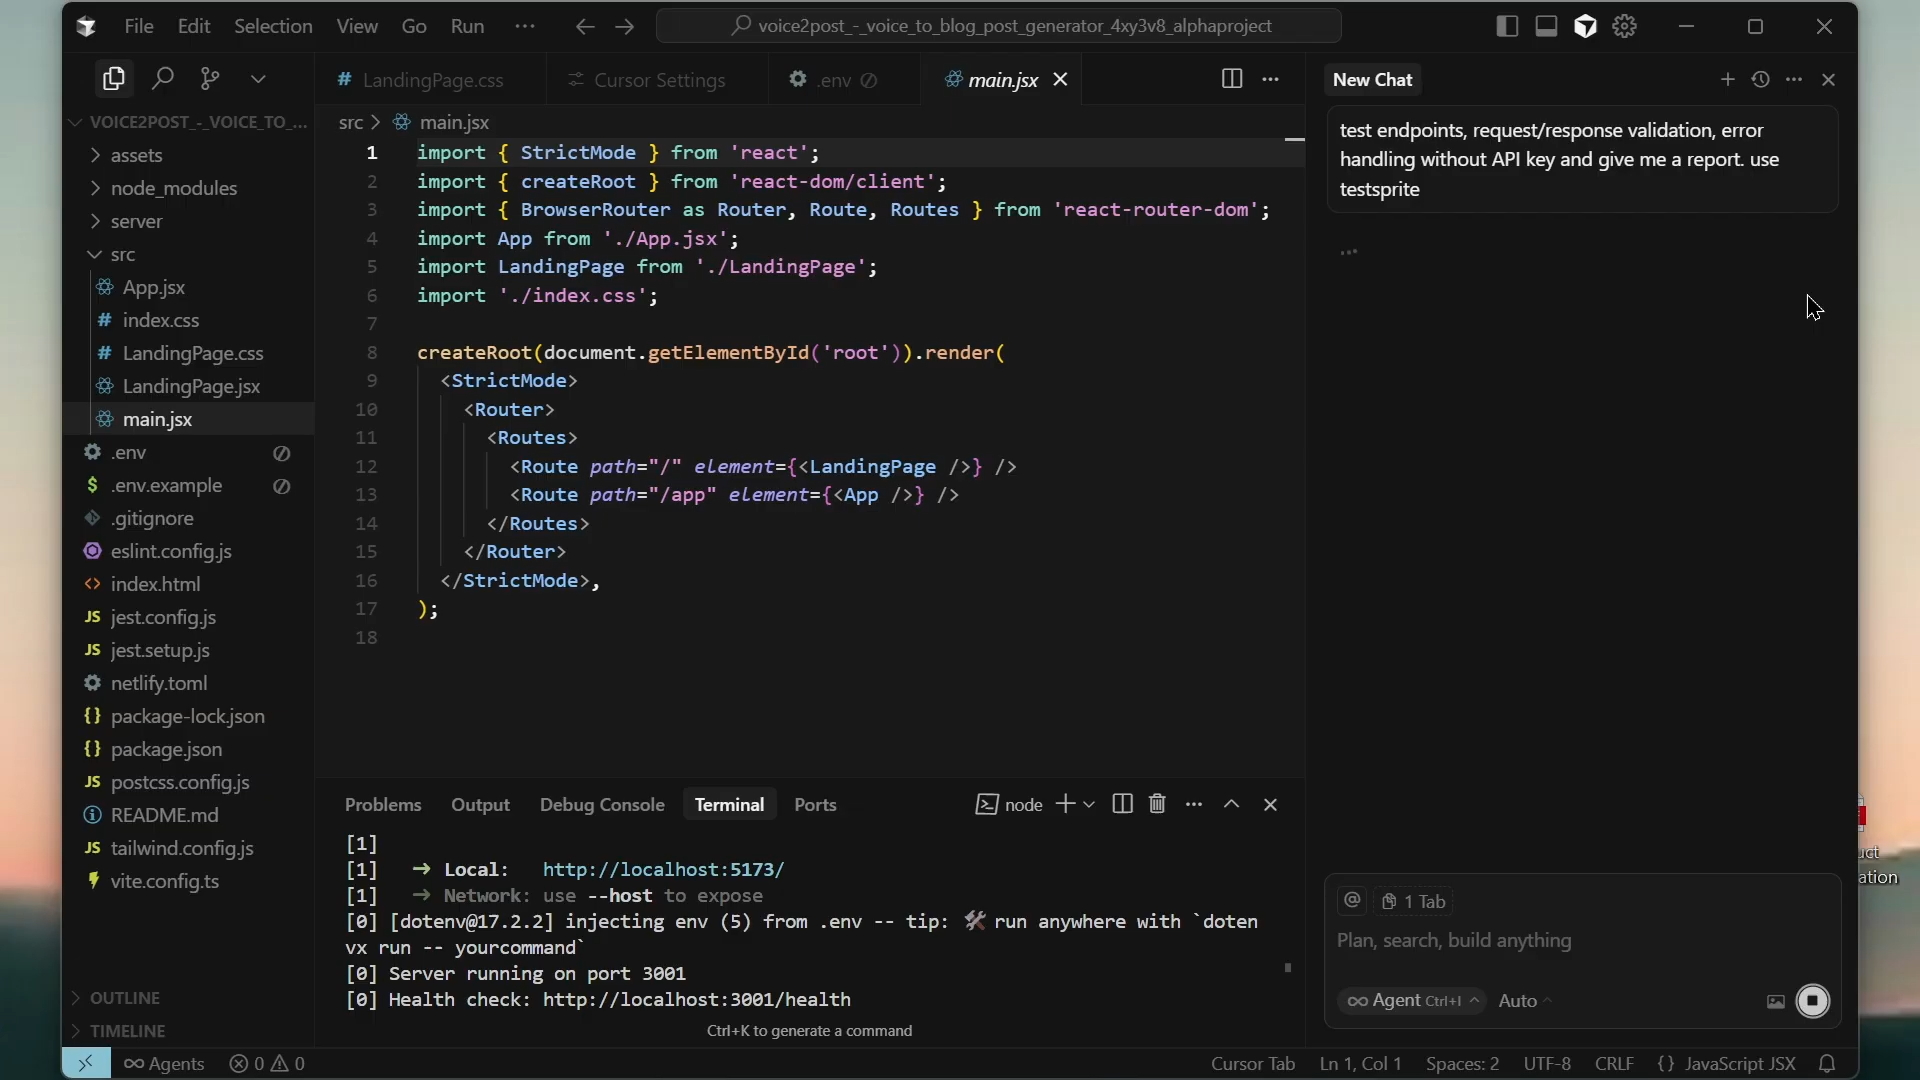 File Edit Selection View Go Run ···
voice2post_-_voice_to_blog_post_generator_4xy3v8_alphaproject
# LandingPage.css
Cursor Settings
.env
main.jsx
New Chat
VOICE2POST_-_VOICE_TO_...
assets
node_modules
server
src
App.jsx
# index.css
# LandingPage.css
LandingPage.jsx
main.jsx
.env
$ .env.example
.gitignore
eslint.config.js
<> index.html
JS jest.config.js
JS jest.setup.js
netlify.toml
{} package-lock.json
{} package.json
JS postcss.config.js
README.md
JS tailwind.config.js
vite.config.ts
OUTLINE
TIMELINE
src > main.jsx
1 import { StrictMode } from 'react';
2 import { createRoot } from 'react-dom/client';
3 import { BrowserRouter as Router, Route, Routes } from 'react-router-dom';
4 import App from './App.jsx';
5 import LandingPage from './LandingPage';
6 import './index.css';
7
8 createRoot(document.getElementById('root')).render(
9 <StrictMode>
10 <Router>
11 <Routes>
12 <Route path="/" element={<LandingPage />} />
13 <Route path="/app" element={<App />} />
14 </Routes>
15 </Router>
16 </StrictMode>,
17 );
18
Problems Output Debug Console Terminal Ports
node
[1]
[1] → Local: http://localhost:5173/
[1] → Network: use --host to expose
[0] [dotenv@17.2.2] injecting env (5) from .env -- tip: 🛠️ run anywhere with `doten
vx run -- yourcommand`
[0] Server running on port 3001
[0] Health check: http://localhost:3001/health
Ctrl+K to generate a command
test endpoints, request/response validation, error
handling without API key and give me a report. use
testsprite
...
@ 1 Tab
Plan, search, build anything
Agent Ctrl+I Auto
Agents 0 0
Cursor Tab Ln 1, Col 1 Spaces: 2 UTF-8 CRLF {} JavaScript JSX
uct
ation